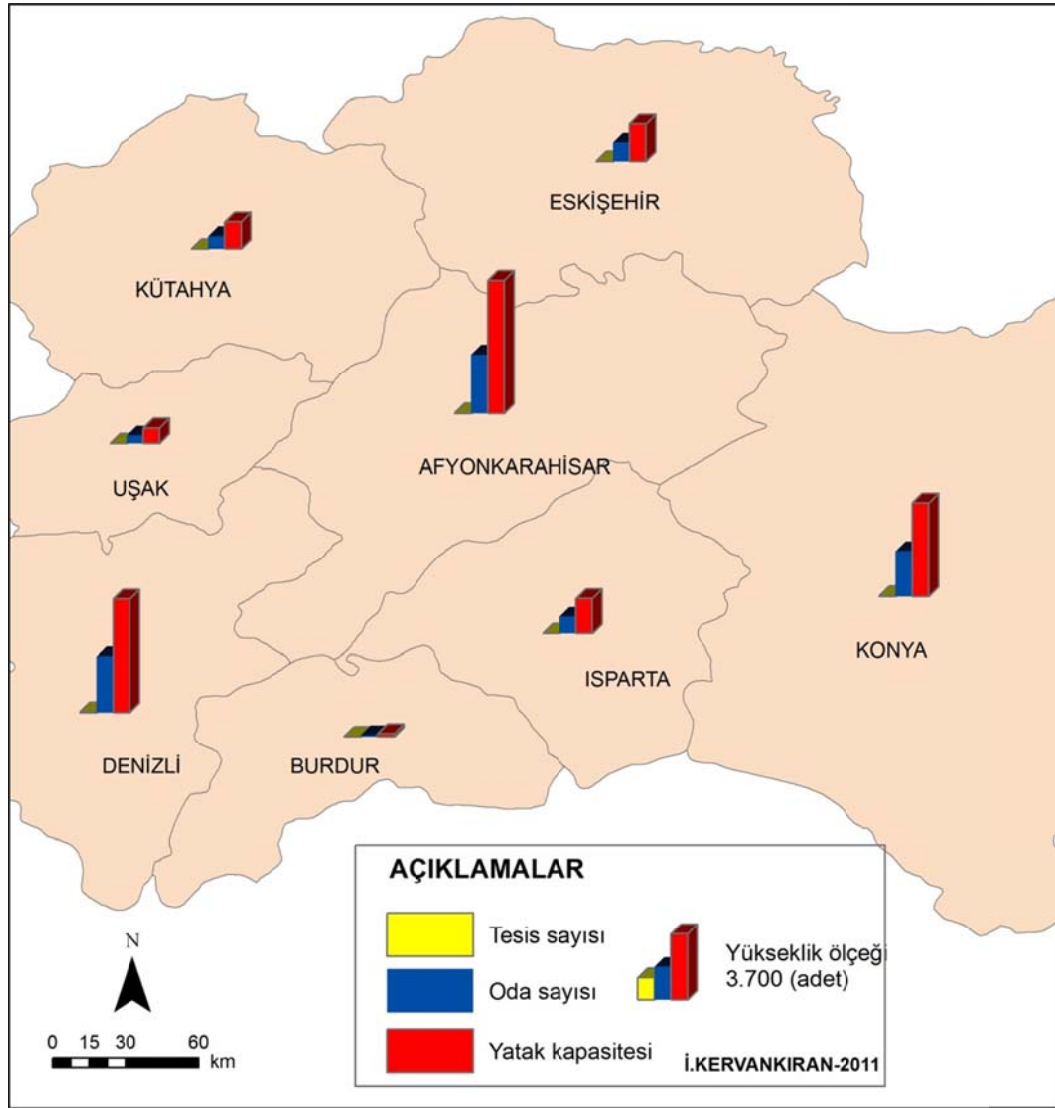 ESKİŞEHİR
KÜTAHYA
AFYONKARAHİSAR
UŞAK
KONYA
ISPARTA
DENİZLİ
BURDUR
AÇIKLAMALAR
Tesis sayısı
Oda sayısı
Yatak kapasitesi
Yükseklik ölçeği
3.700 (adet)
İ.KERVANKIRAN-2011
N
0 15 30 60
km